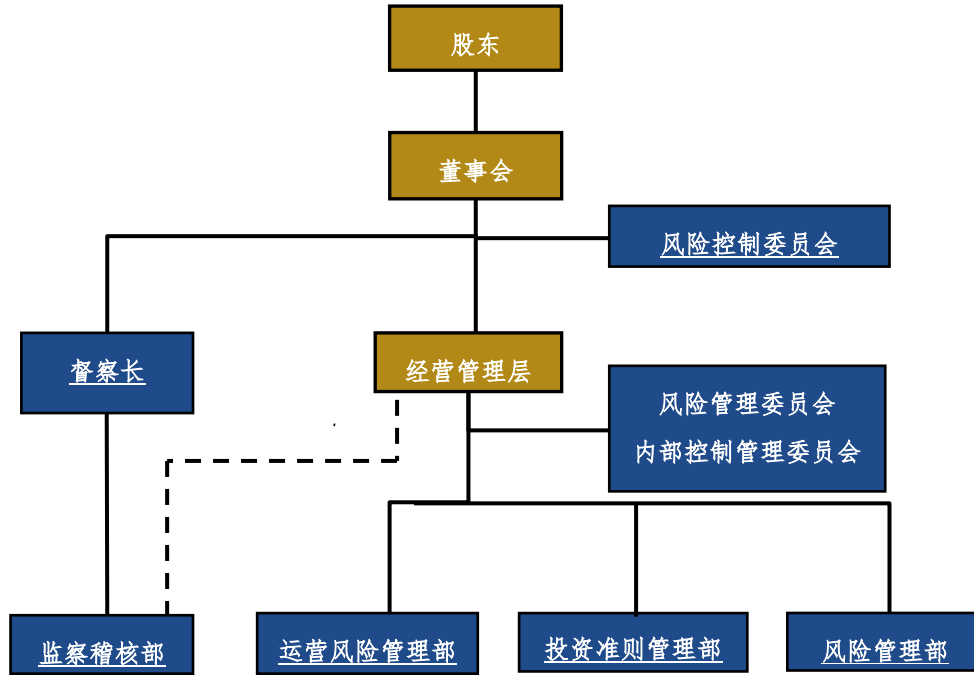 股东
董事会
风险控制委员会
督察长
经营管理层
风险管理委员会
内部控制管理委员会
监察稽核部
运营风险管理部
投资准则管理部
风险管理部